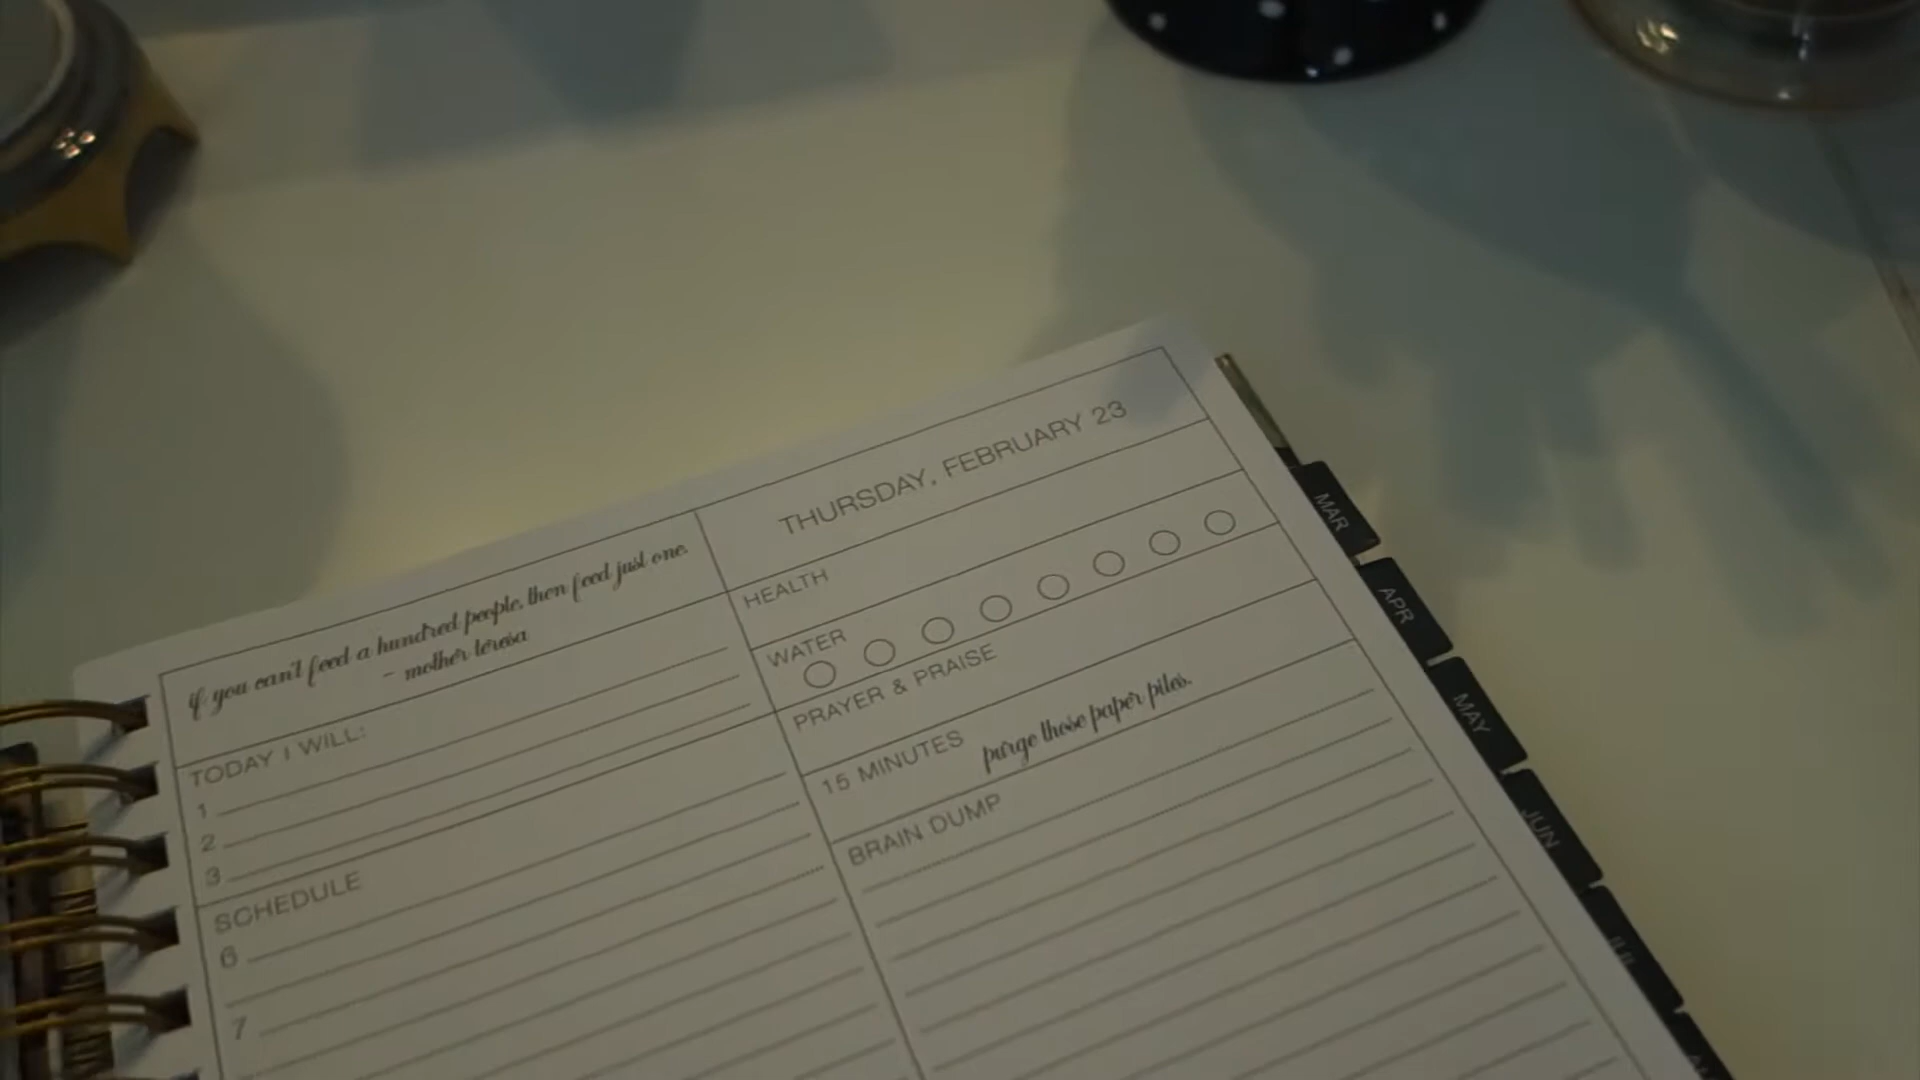 THURSDAY, FEBRUARY 23
if you can't feed a hundred people, then feed just one.
- mother teresa
TODAY I WILL:
1
2
3
SCHEDULE
6
7
HEALTH
WATER
PRAYER & PRAISE
15 MINUTES purge those paper piles.
BRAIN DUMP
MAR
APR
MAY
JUN
JUL